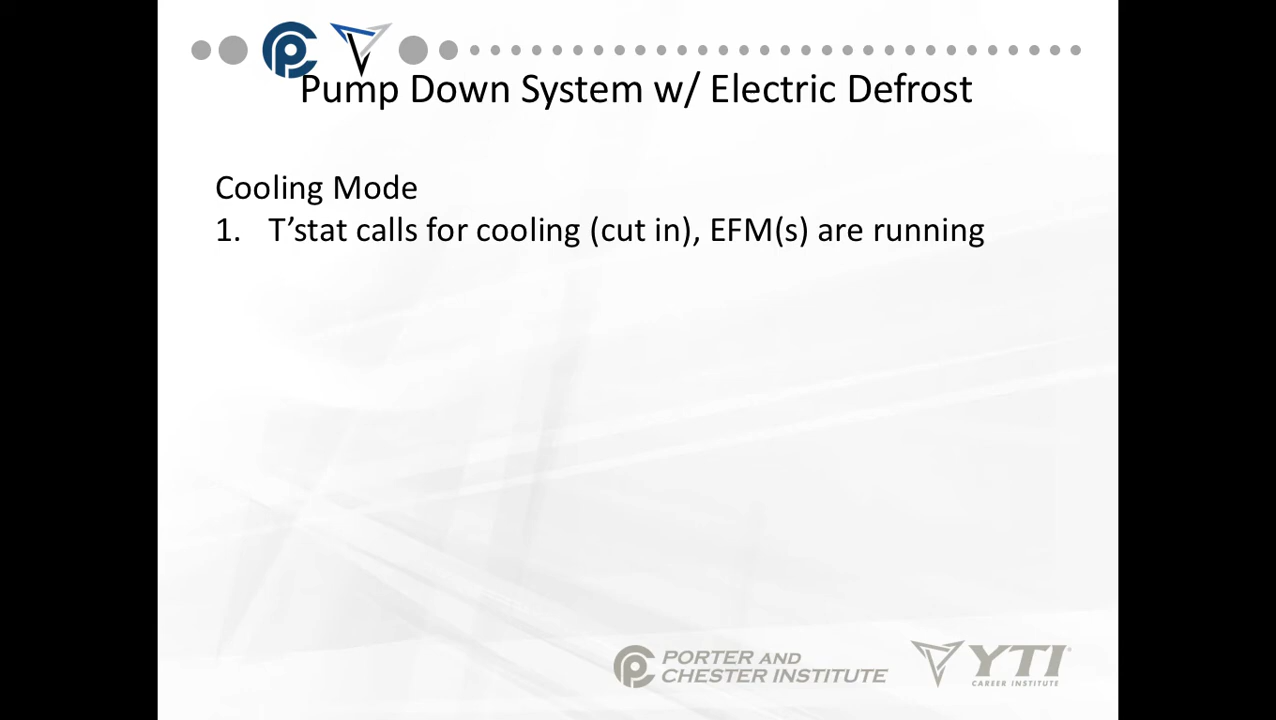 Pump Down System w/ Electric Defrost
Cooling Mode
1. T’stat calls for cooling (cut in), EFM(s) are running
PORTER AND
CHESTER INSTITUTE
YTI
CAREER INSTITUTE